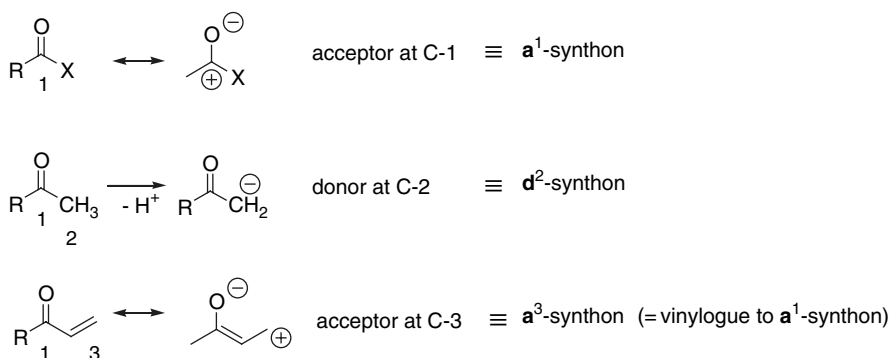 O O⊖
R 1 X ↔ ⊕ X acceptor at C-1 ≡ a¹-synthon
O O
R 1 CH₃ 2 - H⁺ R CH₂ ⊖ donor at C-2 ≡ d²-synthon
O O⊖
R 1 3 ↔ ⊕ acceptor at C-3 ≡ a³-synthon (= vinylogue to a¹-synthon)